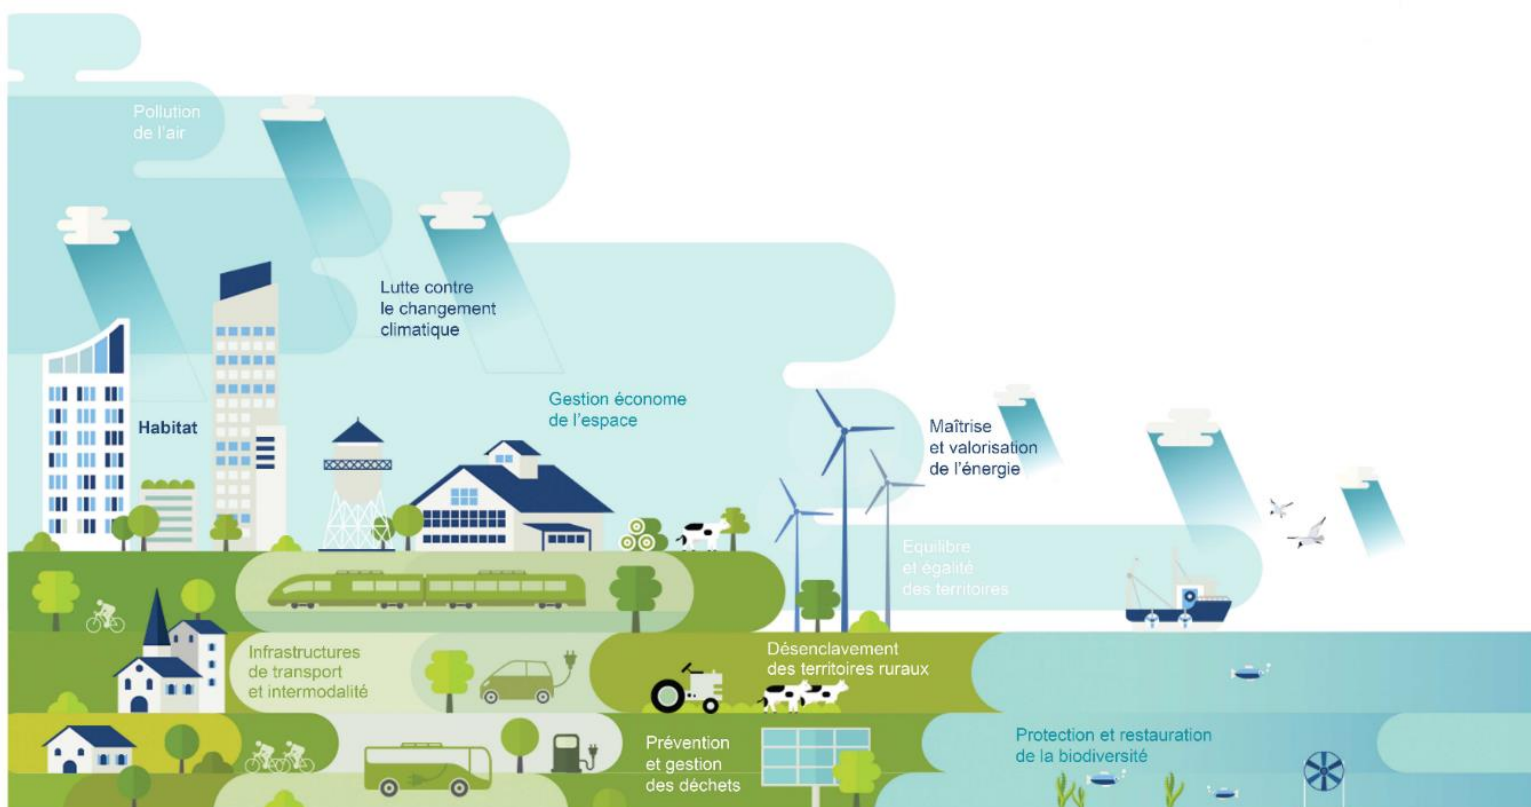 Pollution
de l'air
Lutte contre
le changement
climatique
Gestion économe
de l'espace
Habitat
Maîtrise
et valorisation
de l'énergie
Equilibre
et égalité
des territoires
Infrastructures
de transport
et intermodalité
Désenclavement
des territoires ruraux
Prévention
et gestion
des déchets
Protection et restauration
de la biodiversité